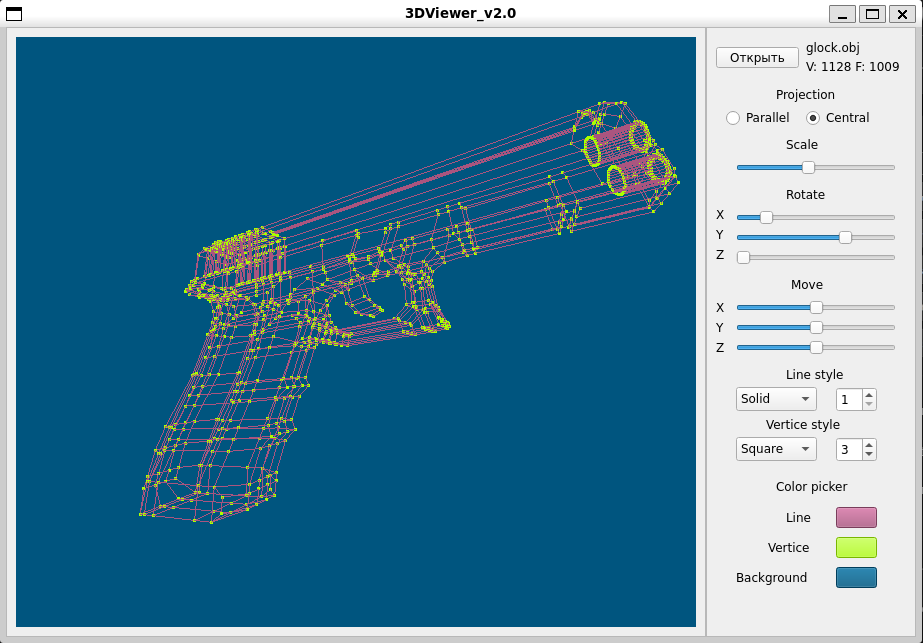 3DViewer_v2.0
Открыть
glock.obj
V: 1128 F: 1009
Projection
Parallel
Central
Scale
Rotate
X
Y
Z
Move
X
Y
Z
Line style
Solid
1
Vertice style
Square
3
Color picker
Line
Vertice
Background